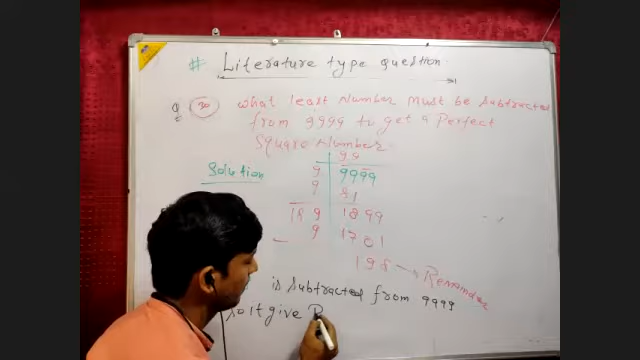 # Literature type question
Q 30 what least Number must be subtracted
from 9999 to get a Perfect
Square Number.
99
Solution 9 9999
9 81
189 1899
9 1701
198 → Remainder
is subtracted from 9999
so It give P